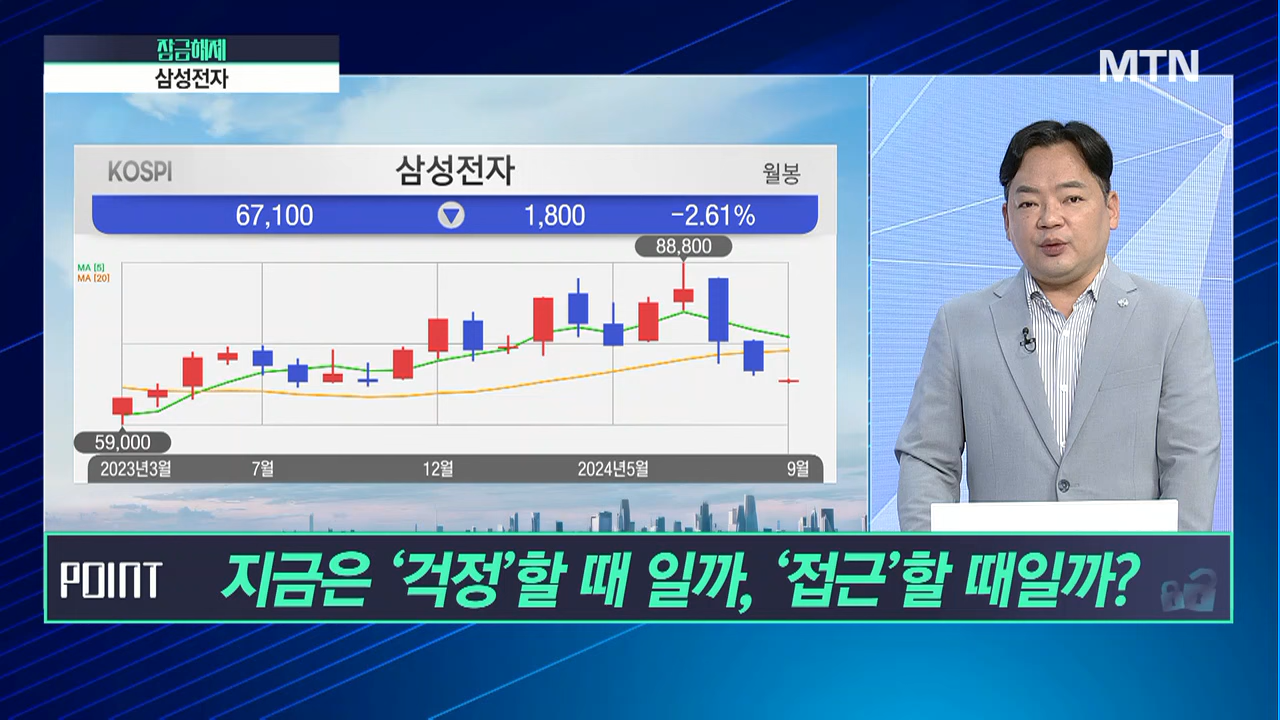 잠금해제
삼성전자
MTN
KOSPI 삼성전자 월봉
67,100 ▽ 1,800 -2.61%
88,800
MA [5]
MA [20]
59,000
2023년3월 7월 12월 2024년5월 9월
POINT 지금은 ‘걱정’할 때 일까, ‘접근’할 때일까?